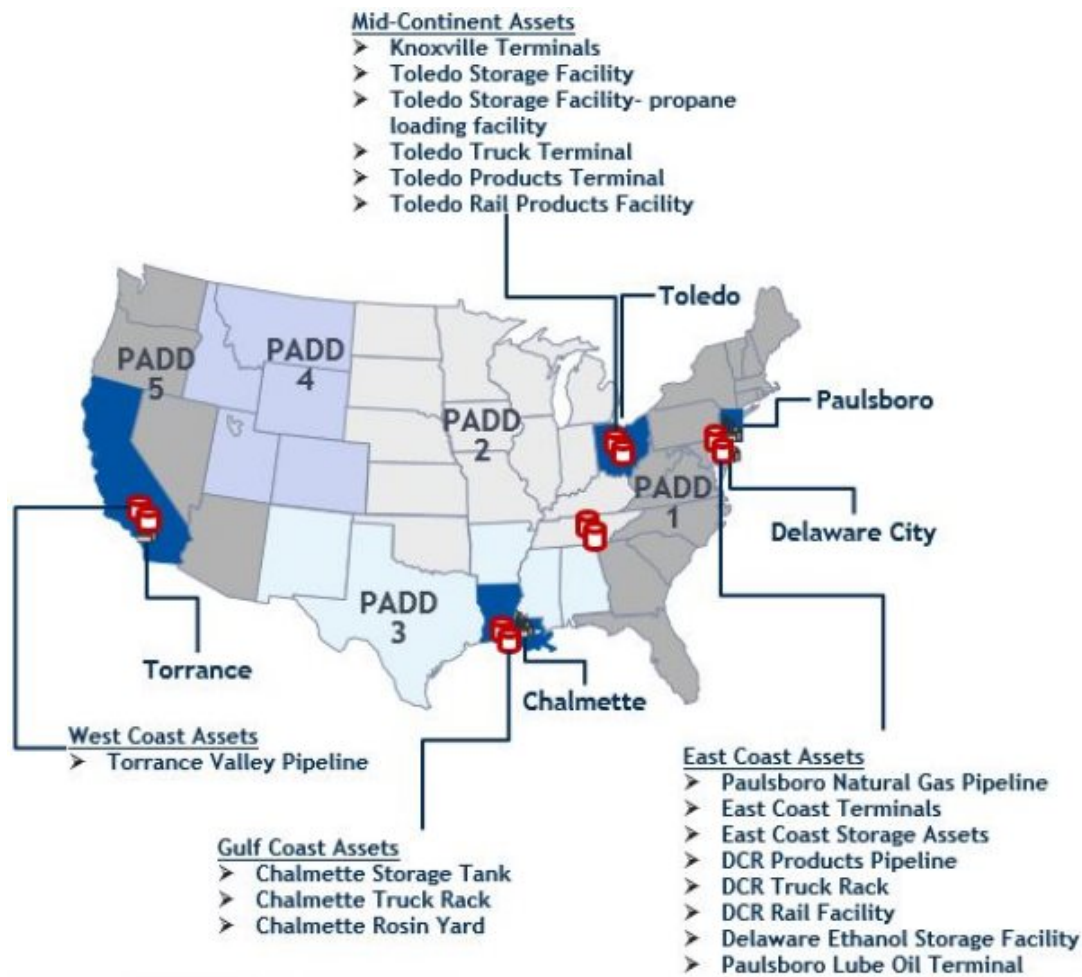 Mid-Continent Assets
➢ Knoxville Terminals
➢ Toledo Storage Facility
➢ Toledo Storage Facility- propane
loading facility
➢ Toledo Truck Terminal
➢ Toledo Products Terminal
➢ Toledo Rail Products Facility
Toledo
PADD
5
PADD
4
PADD
2
Paulsboro
PADD
1
Delaware City
PADD
3
Torrance
Chalmette
West Coast Assets
➢ Torrance Valley Pipeline
East Coast Assets
➢ Paulsboro Natural Gas Pipeline
➢ East Coast Terminals
➢ East Coast Storage Assets
➢ DCR Products Pipeline
➢ DCR Truck Rack
➢ DCR Rail Facility
➢ Delaware Ethanol Storage Facility
➢ Paulsboro Lube Oil Terminal
Gulf Coast Assets
➢ Chalmette Storage Tank
➢ Chalmette Truck Rack
➢ Chalmette Rosin Yard